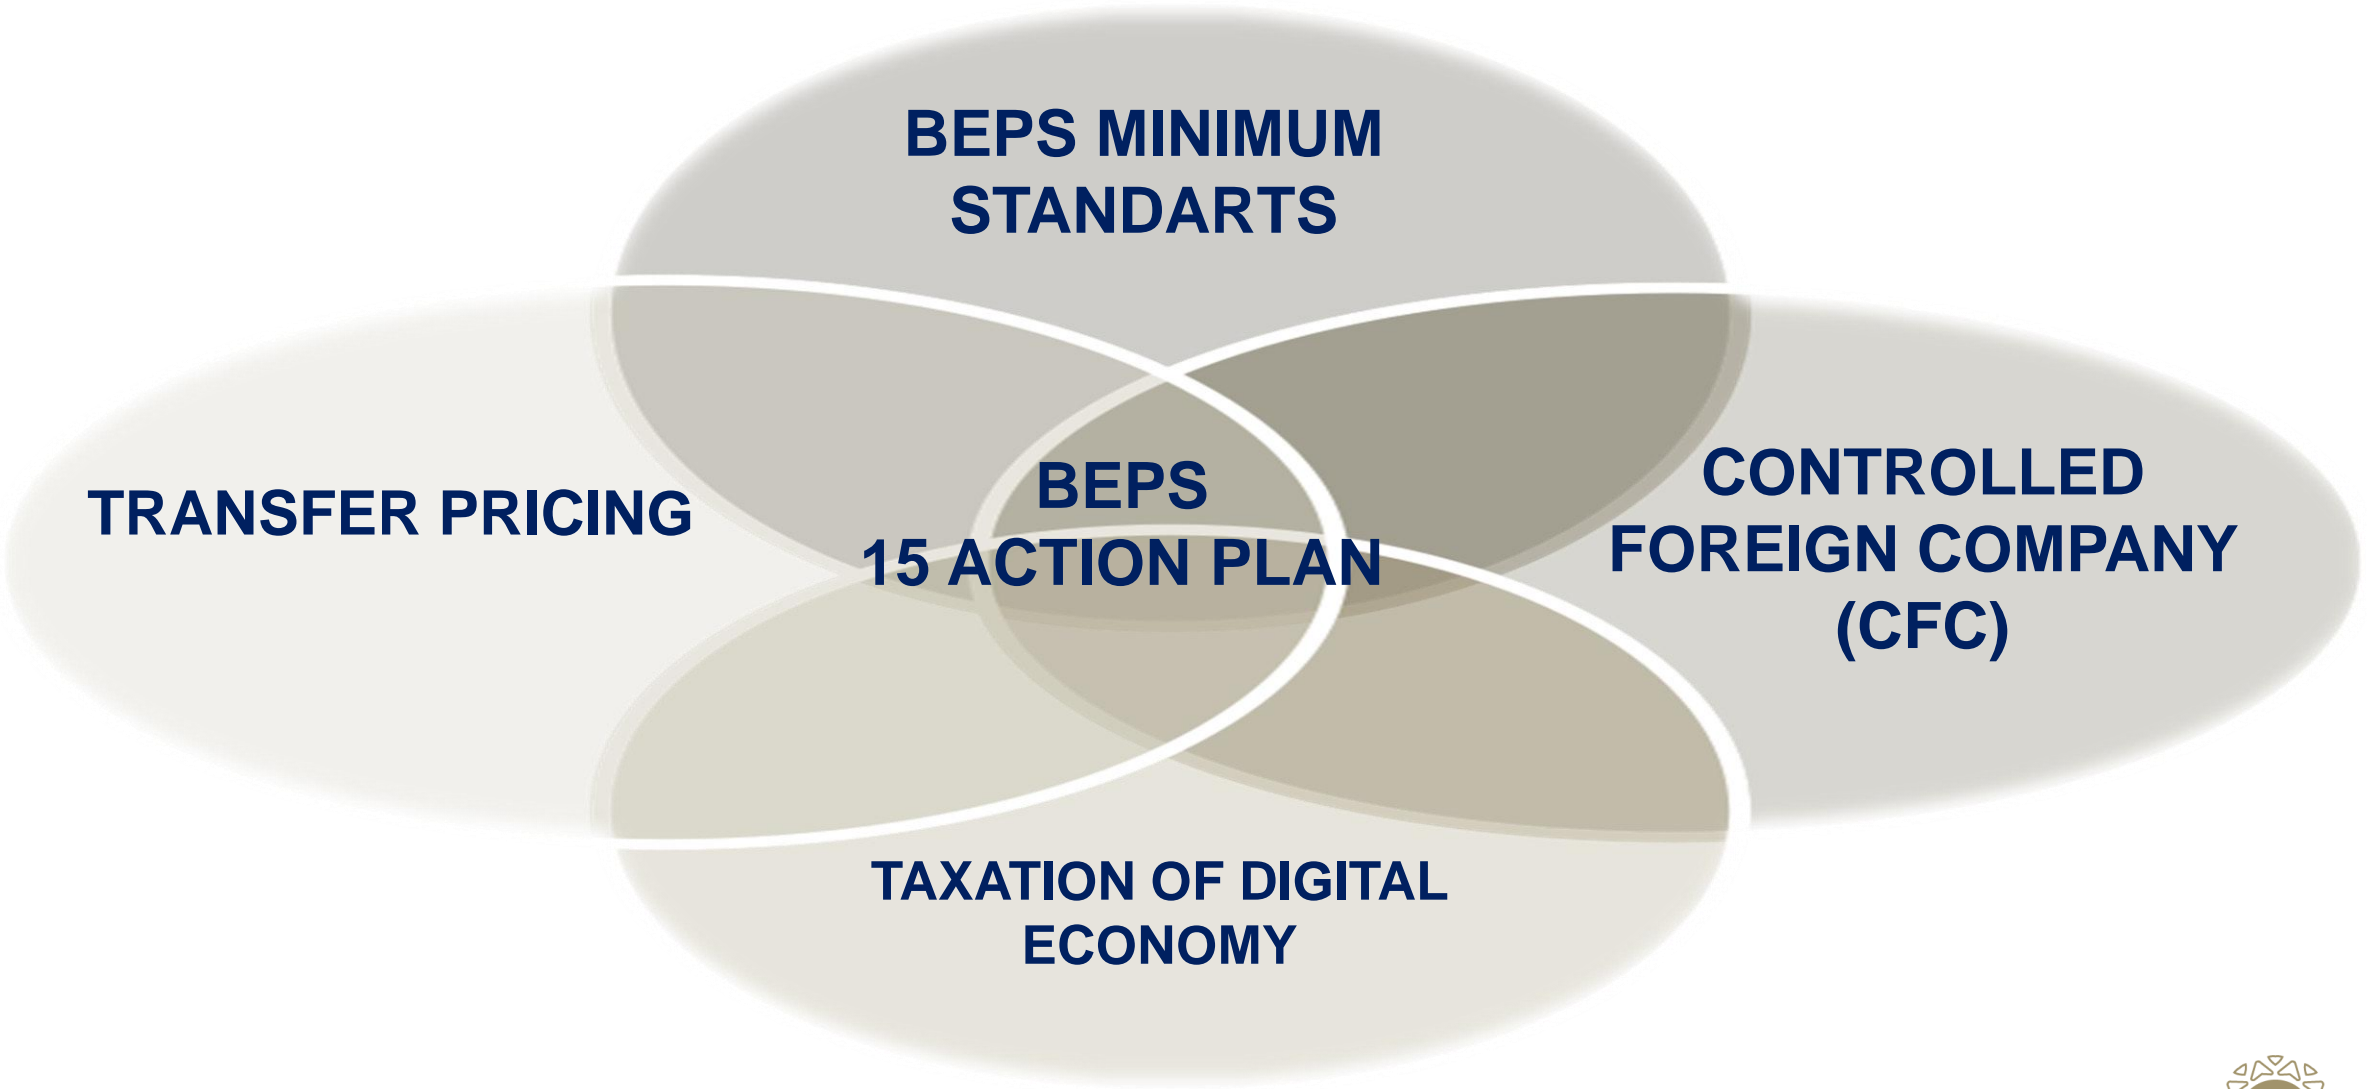 BEPS MINIMUM
STANDARTS
TRANSFER PRICING
BEPS
15 ACTION PLAN
CONTROLLED
FOREIGN COMPANY
(CFC)
TAXATION OF DIGITAL
ECONOMY